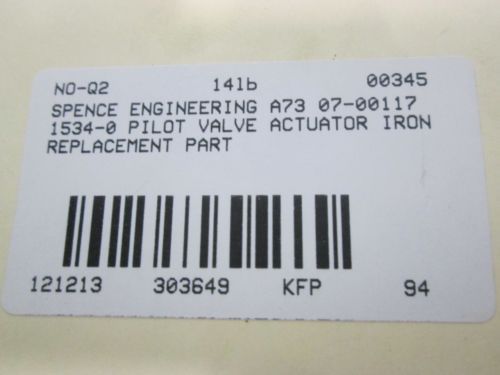 NO-Q2 14lb 00345
SPENCE ENGINEERING A73 07-00117
1534-0 PILOT VALVE ACTUATOR IRON
REPLACEMENT PART
121213 303649 KFP 94